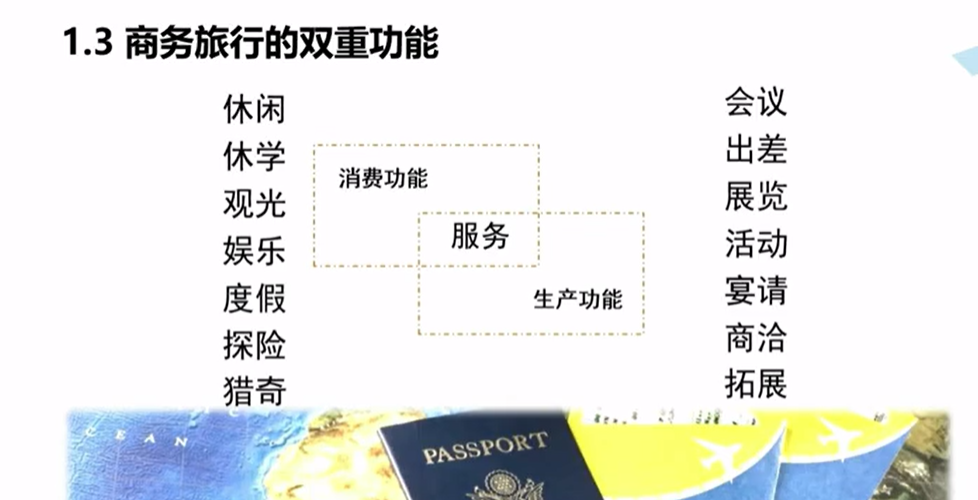 1.3 商务旅行的双重功能
休闲
休学
观光
娱乐
度假
探险
猎奇
消费功能
服务
生产功能
会议
出差
展览
活动
宴请
商洽
拓展
CEAN
PASSPORT